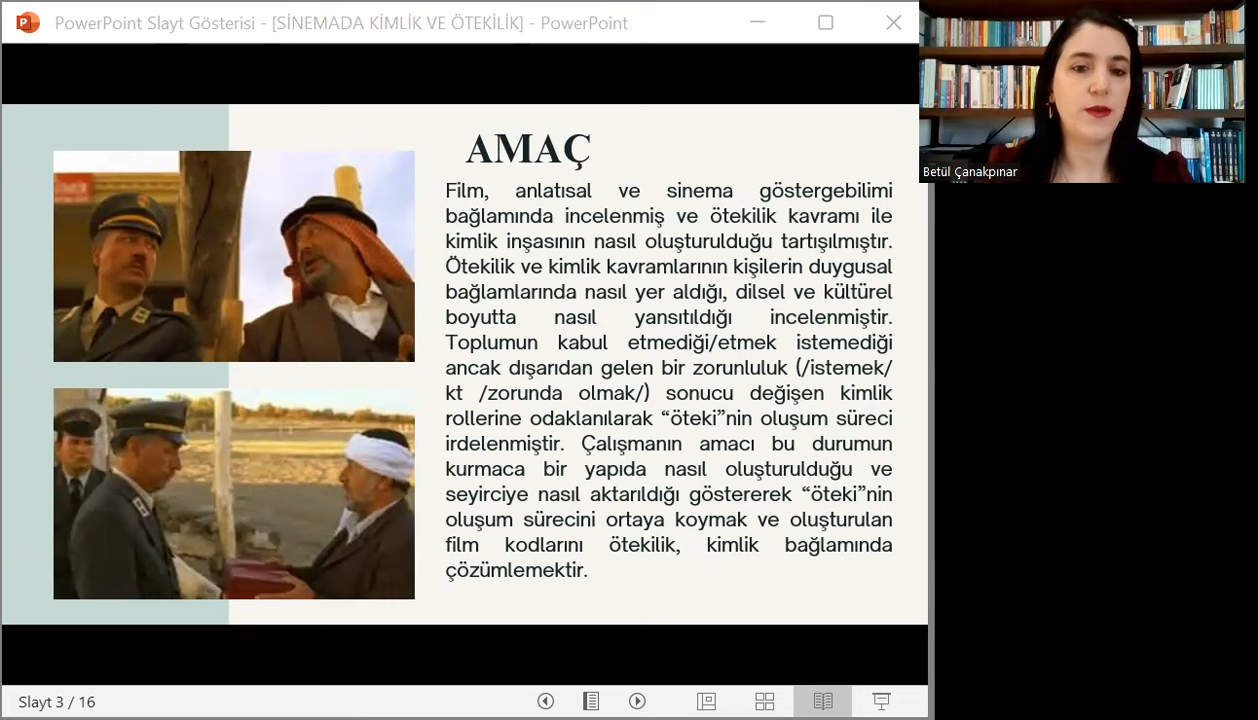 PowerPoint Slayt Gösterisi - [SİNEMADA KİMLİK VE ÖTEKİLİK] - PowerPoint
Betül Çanakpınar
AMAÇ
Film, anlatısal ve sinema göstergebilimi
bağlamında incelenmiş ve ötekilik kavramı ile
kimlik inşasının nasıl oluşturulduğu tartışılmıştır.
Ötekilik ve kimlik kavramlarının kişilerin duygusal
bağlamlarında nasıl yer aldığı, dilsel ve kültürel
boyutta nasıl yansıtıldığı incelenmiştir.
Toplumun kabul etmediği/etmek istemediği
ancak dışarıdan gelen bir zorunluluk (/istemek/
kt /zorunda olmak/) sonucu değişen kimlik
rollerine odaklanılarak “öteki”nin oluşum süreci
irdelenmiştir. Çalışmanın amacı bu durumun
kurmaca bir yapıda nasıl oluşturulduğu ve
seyirciye nasıl aktarıldığı göstererek “öteki”nin
oluşum sürecini ortaya koymak ve oluşturulan
film kodlarını ötekilik, kimlik bağlamında
çözümlemektir.
Slayt 3 / 16